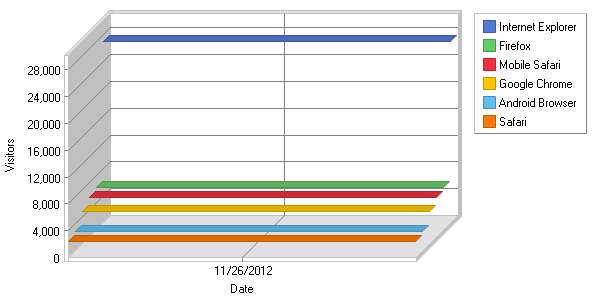 Internet Explorer
Firefox
Mobile Safari
Google Chrome
Android Browser
Safari
Visitors
28,000
24,000
20,000
16,000
12,000
8,000
4,000
0
11/26/2012
Date